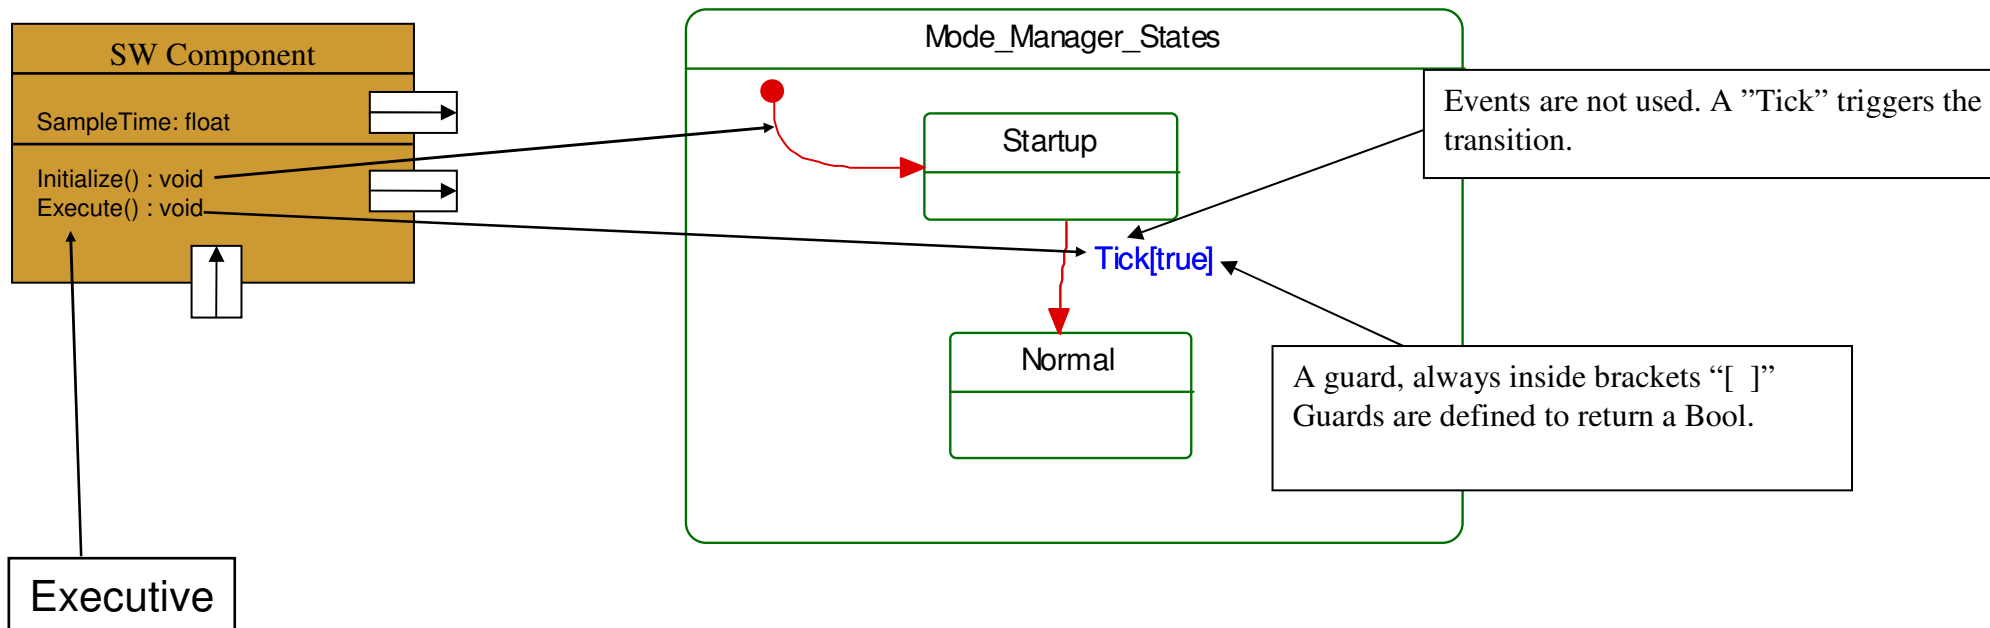 SW Component
SampleTime: float
Initialize() : void
Execute() : void
Executive
Mode_Manager_States
Startup
Tick[true]
Normal
Events are not used. A ”Tick” triggers the
transition.
A guard, always inside brackets “[  ]”
Guards are defined to return a Bool.